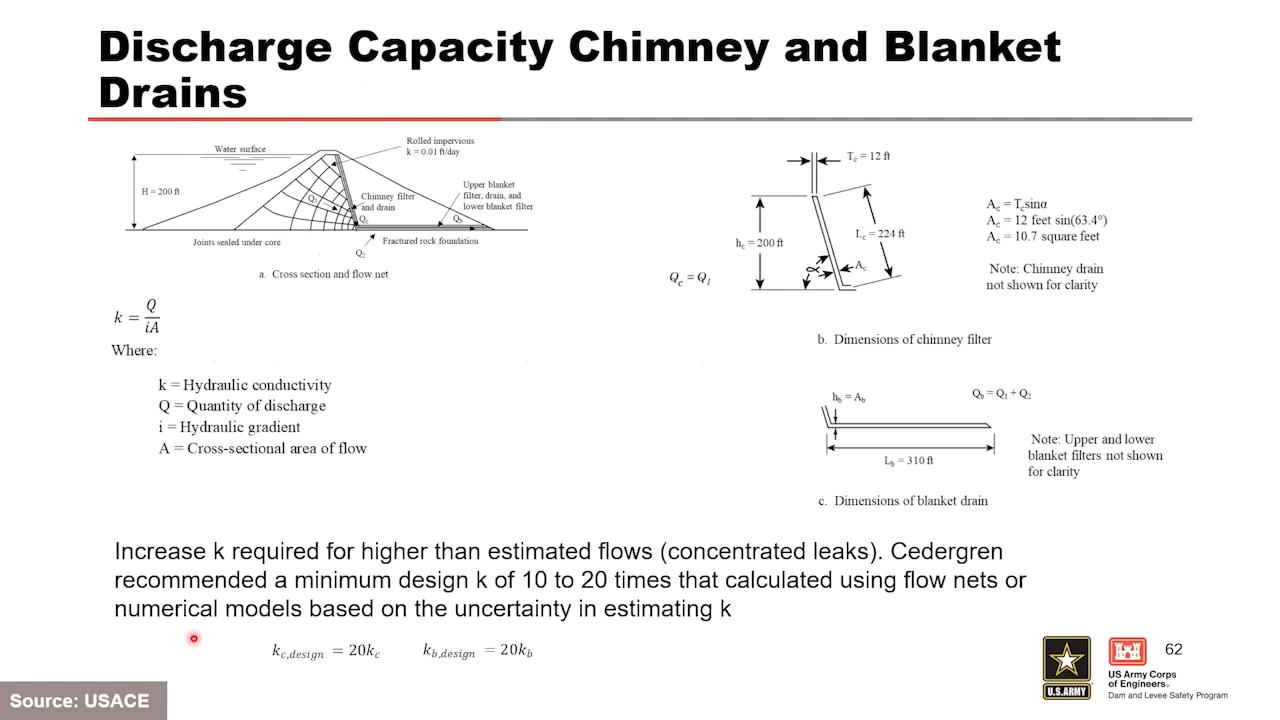 Discharge Capacity Chimney and Blanket
Drains
Water surface
Rolled impervious
k = 0.01 ft/day
H = 200 ft
Q₁
Chimney filter
and drain
Upper blanket
filter, drain, and
lower blanket filter
Qc
Qb
Joints sealed under core
Fractured rock foundation
Q₂
a. Cross section and flow net
k = Q / iA
Where:
k = Hydraulic conductivity
Q = Quantity of discharge
i = Hydraulic gradient
A = Cross-sectional area of flow
Tc = 12 ft
hc = 200 ft
Lc = 224 ft
α
Ac
Qc = Q1
Ac = Tcsinα
Ac = 12 feet sin(63.4°)
Ac = 10.7 square feet
Note: Chimney drain
not shown for clarity
b. Dimensions of chimney filter
hb = Ab
Qb = Q1 + Q2
Lb = 310 ft
Note: Upper and lower
blanket filters not shown
for clarity
c. Dimensions of blanket drain
Increase k required for higher than estimated flows (concentrated leaks). Cedergren
recommended a minimum design k of 10 to 20 times that calculated using flow nets or
numerical models based on the uncertainty in estimating k
kc,design = 20kc
kb,design = 20kb
U.S.ARMY
US Army Corps
of Engineers®
Dam and Levee Safety Program
62
Source: USACE